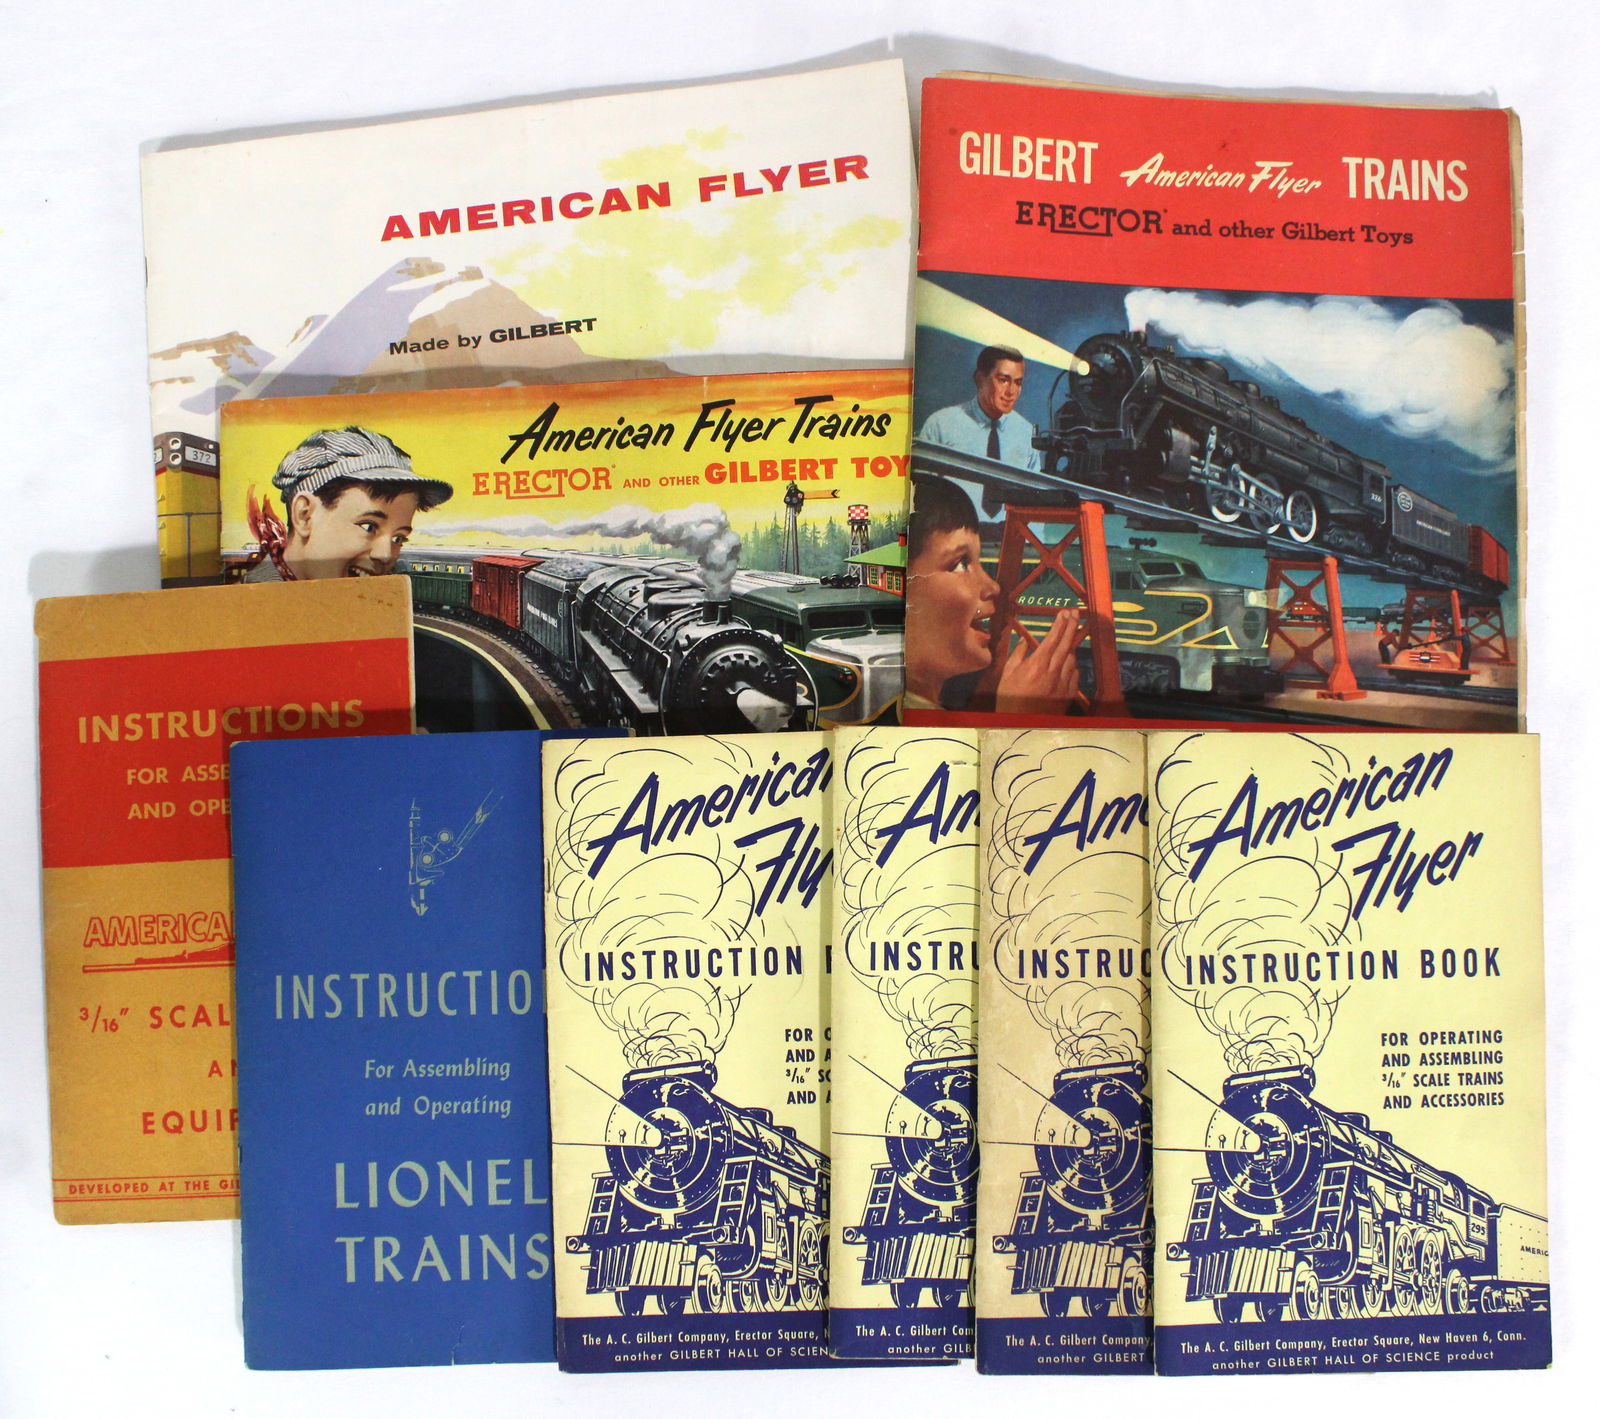 AMERICAN FLYER
Made by GILBERT
372
GILBERT American Flyer TRAINS
ERECTOR and other Gilbert Toys
ROCKET
American Flyer Trains
ERECTOR AND OTHER GILBERT TOY
INSTRUCTIONS
FOR ASSE
AND OPE
AMERICA
3/16" SCAL
AN
EQUIP
DEVELOPED AT THE GIL
INSTRUCTIO
For Assembling
and Operating
LIONEL
TRAINS
American
Fly
INSTRUCTION B
FOR O
AND A
3/16" SC
AND A
The A. C. Gilbert Company, Erector Square, N
another GILBERT HALL OF SCIEN
Am
INSTRU
The A. C. Gilbert Com
another GILB
Ame
INSTRUC
The A. C. Gilbert Company
another GILBERT
American
Flyer
INSTRUCTION BOOK
FOR OPERATING
AND ASSEMBLING
3/16" SCALE TRAINS
AND ACCESSORIES
295
AMERIC
The A. C. Gilbert Company, Erector Square, New Haven 6, Conn.
another GILBERT HALL OF SCIENCE product